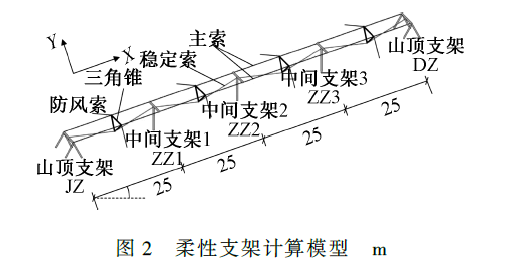 Y
X
主索
稳定索
三角锥
防风索
山顶支架
DZ
中间支架3
ZZ3
中间支架2
ZZ2
中间支架1
ZZ1
山顶支架
JZ
25
25
25
25
图 2 柔性支架计算模型 m